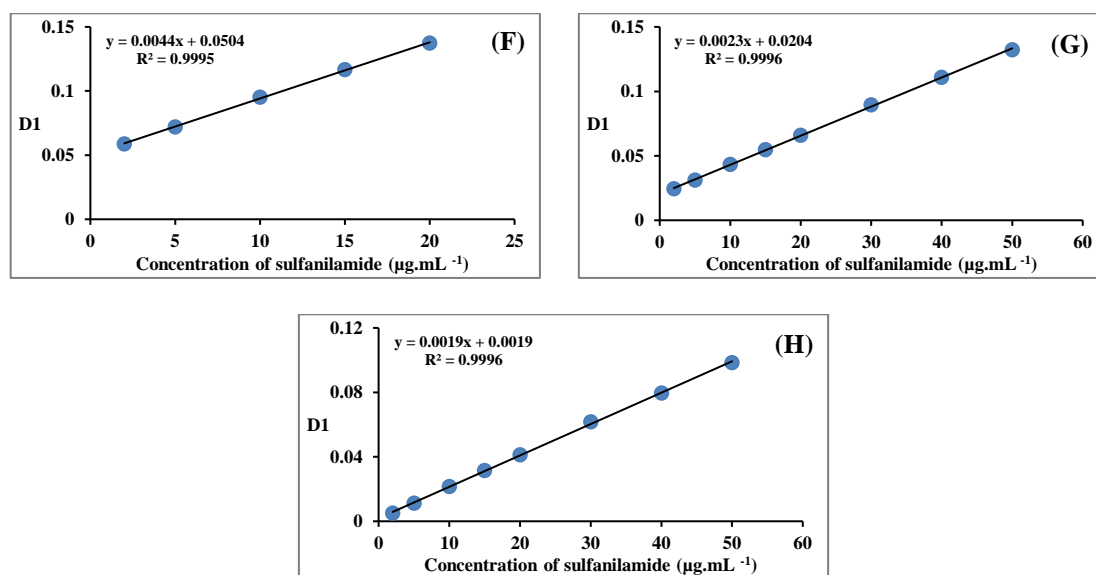 0.15
y = 0.0044x + 0.0504
R² = 0.9995
(F)
0.1
D1
0.05
0
0 5 10 15 20 25
Concentration of sulfanilamide (µg.mL ⁻¹)
0.15
y = 0.0023x + 0.0204
R² = 0.9996
(G)
0.1
D1
0.05
0
0 10 20 30 40 50 60
Concentration of sulfanilamide (µg.mL ⁻¹)
0.12
y = 0.0019x + 0.0019
R² = 0.9996
(H)
0.08
D1
0.04
0
0 10 20 30 40 50 60
Concentration of sulfanilamide (µg.mL ⁻¹)